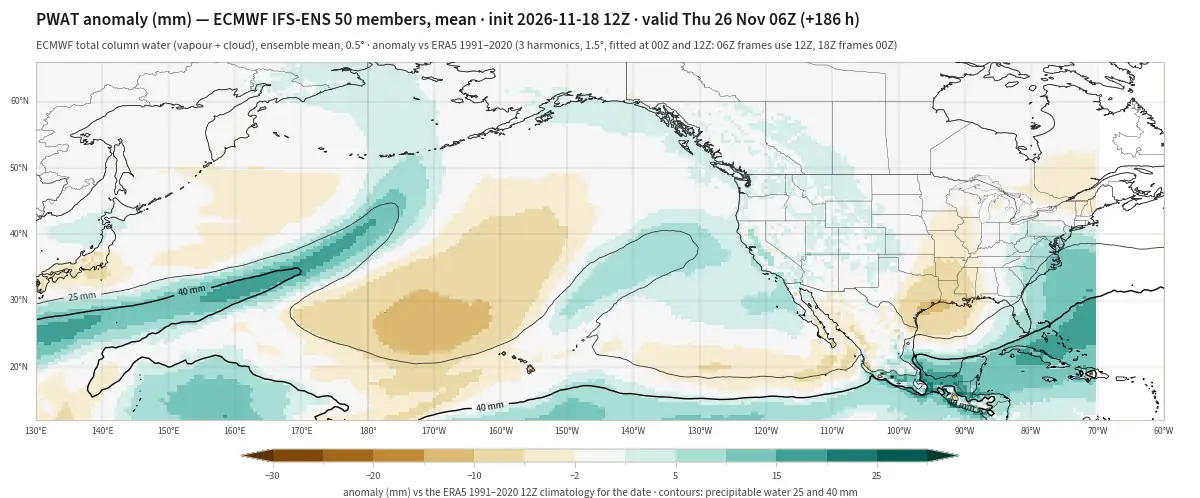 PWAT anomaly (mm) — ECMWF IFS-ENS 50 members, mean · init 2026-11-18 12Z · valid Thu 26 Nov 06Z (+186 h)
ECMWF total column water (vapour + cloud), ensemble mean, 0.5° · anomaly vs ERA5 1991–2020 (3 harmonics, 1.5°, fitted at 00Z and 12Z: 06Z frames use 12Z, 18Z frames 00Z)
60°N
50°N
40°N
30°N
20°N
25 mm
40 mm
40 mm
130°E 140°E 150°E 160°E 170°E 180° 170°W 160°W 150°W 140°W 130°W 120°W 110°W 100°W 90°W 80°W 70°W 60°W
−30 −20 −10 −2 5 15 25
anomaly (mm) vs the ERA5 1991–2020 12Z climatology for the date · contours: precipitable water 25 and 40 mm